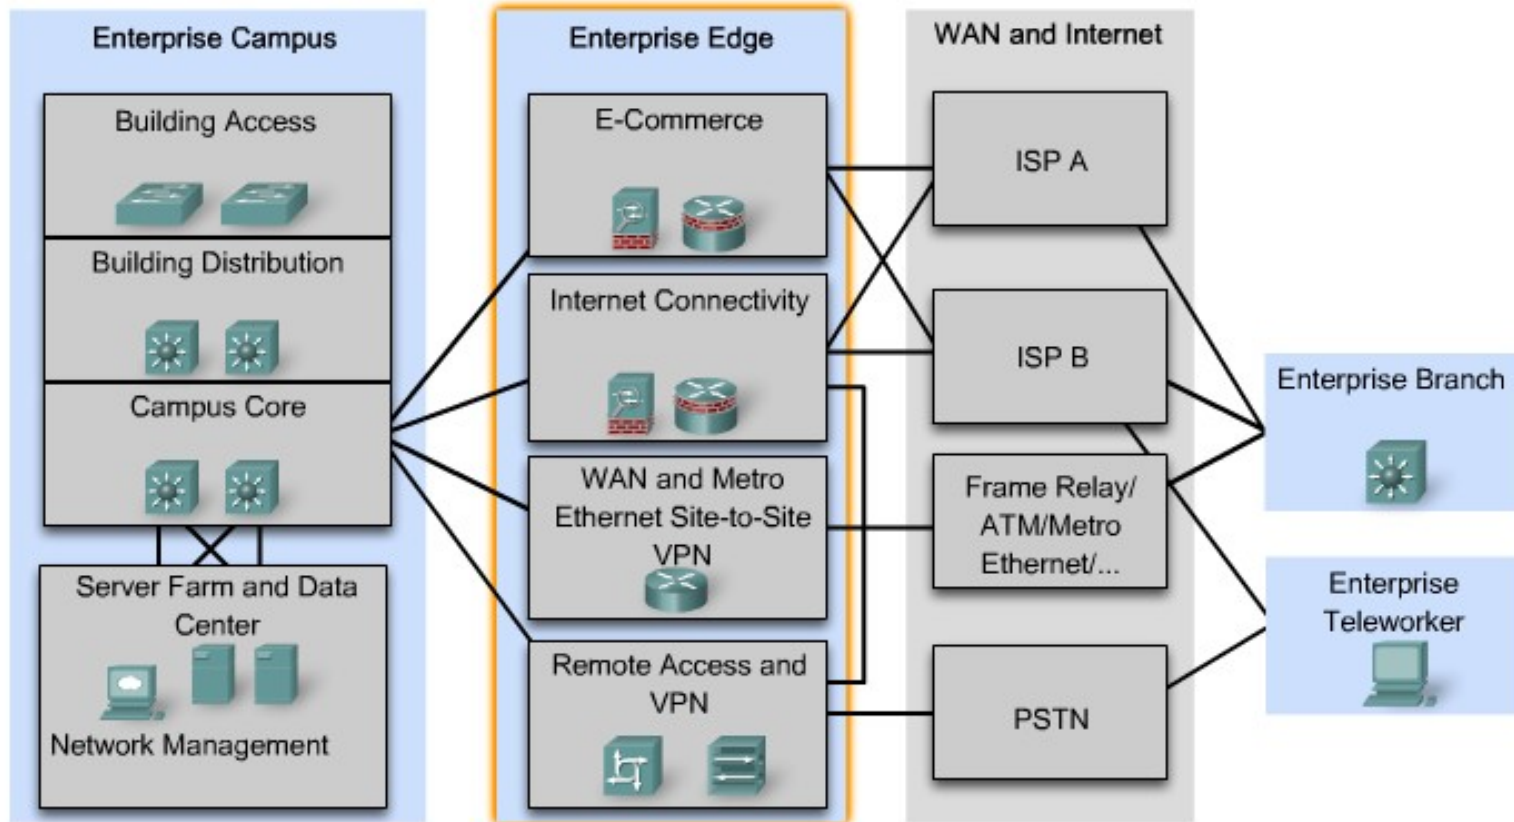 Enterprise Campus
Building Access
Building Distribution
Campus Core
Server Farm and Data
Center
Network Management
Enterprise Edge
E-Commerce
Internet Connectivity
WAN and Metro
Ethernet Site-to-Site
VPN
Remote Access and
VPN
WAN and Internet
ISP A
ISP B
Frame Relay/
ATM/Metro
Ethernet/...
PSTN
Enterprise Branch
Enterprise
Teleworker